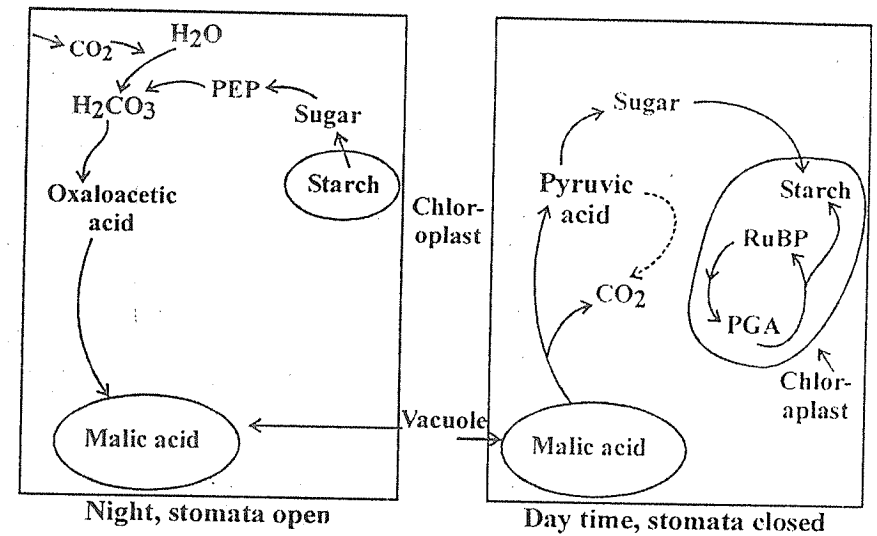 CO2
H2O
H2CO3
PEP
Sugar
Starch
Oxaloacetic
acid
Malic acid
Night, stomata open
Chlor-
oplast
Vacuole
Sugar
Pyruvic
acid
Starch
RuBP
CO2
PGA
Chlor-
aplast
Malic acid
Day time, stomata closed